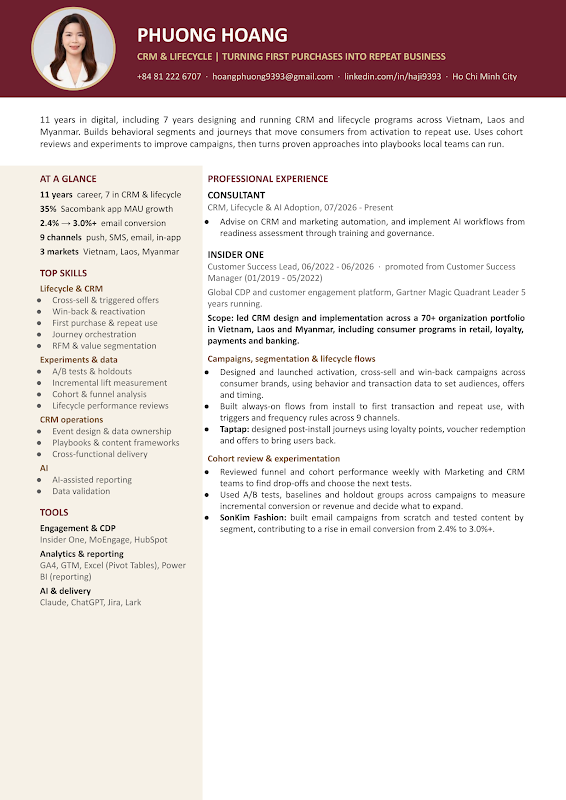 PHUONG HOANG
CRM & LIFECYCLE | TURNING FIRST PURCHASES INTO REPEAT BUSINESS
+84 81 222 6707 · hoangphuong9393@gmail.com · linkedin.com/in/haji9393 · Ho Chi Minh City
11 years in digital, including 7 years designing and running CRM and lifecycle programs across Vietnam, Laos and
Myanmar. Builds behavioral segments and journeys that move consumers from activation to repeat use. Uses cohort
reviews and experiments to improve campaigns, then turns proven approaches into playbooks local teams can run.
AT A GLANCE
11 years career, 7 in CRM & lifecycle
35% Sacombank app MAU growth
2.4% → 3.0%+ email conversion
9 channels push, SMS, email, in-app
3 markets Vietnam, Laos, Myanmar
TOP SKILLS
Lifecycle & CRM
● Cross-sell & triggered offers
● Win-back & reactivation
● First purchase & repeat use
● Journey orchestration
● RFM & value segmentation
Experiments & data
● A/B tests & holdouts
● Incremental lift measurement
● Cohort & funnel analysis
● Lifecycle performance reviews
CRM operations
● Event design & data ownership
● Playbooks & content frameworks
● Cross-functional delivery
AI
● AI-assisted reporting
● Data validation
TOOLS
Engagement & CDP
Insider One, MoEngage, HubSpot
Analytics & reporting
GA4, GTM, Excel (Pivot Tables), Power
BI (reporting)
AI & delivery
Claude, ChatGPT, Jira, Lark
PROFESSIONAL EXPERIENCE
CONSULTANT
CRM, Lifecycle & AI Adoption, 07/2026 - Present
● Advise on CRM and marketing automation, and implement AI workflows from
readiness assessment through training and governance.
INSIDER ONE
Customer Success Lead, 06/2022 - 06/2026 · promoted from Customer Success
Manager (01/2019 - 05/2022)
Global CDP and customer engagement platform, Gartner Magic Quadrant Leader 5
years running.
Scope: led CRM design and implementation across a 70+ organization portfolio
in Vietnam, Laos and Myanmar, including consumer programs in retail, loyalty,
payments and banking.
Campaigns, segmentation & lifecycle flows
● Designed and launched activation, cross-sell and win-back campaigns across
consumer brands, using behavior and transaction data to set audiences, offers
and timing.
● Built always-on flows from install to first transaction and repeat use, with
triggers and frequency rules across 9 channels.
● Taptap: designed post-install journeys using loyalty points, voucher redemption
and offers to bring users back.
Cohort review & experimentation
● Reviewed funnel and cohort performance weekly with Marketing and CRM
teams to find drop-offs and choose the next tests.
● Used A/B tests, baselines and holdout groups across campaigns to measure
incremental conversion or revenue and decide what to expand.
● SonKim Fashion: built email campaigns from scratch and tested content by
segment, contributing to a rise in email conversion from 2.4% to 3.0%+.